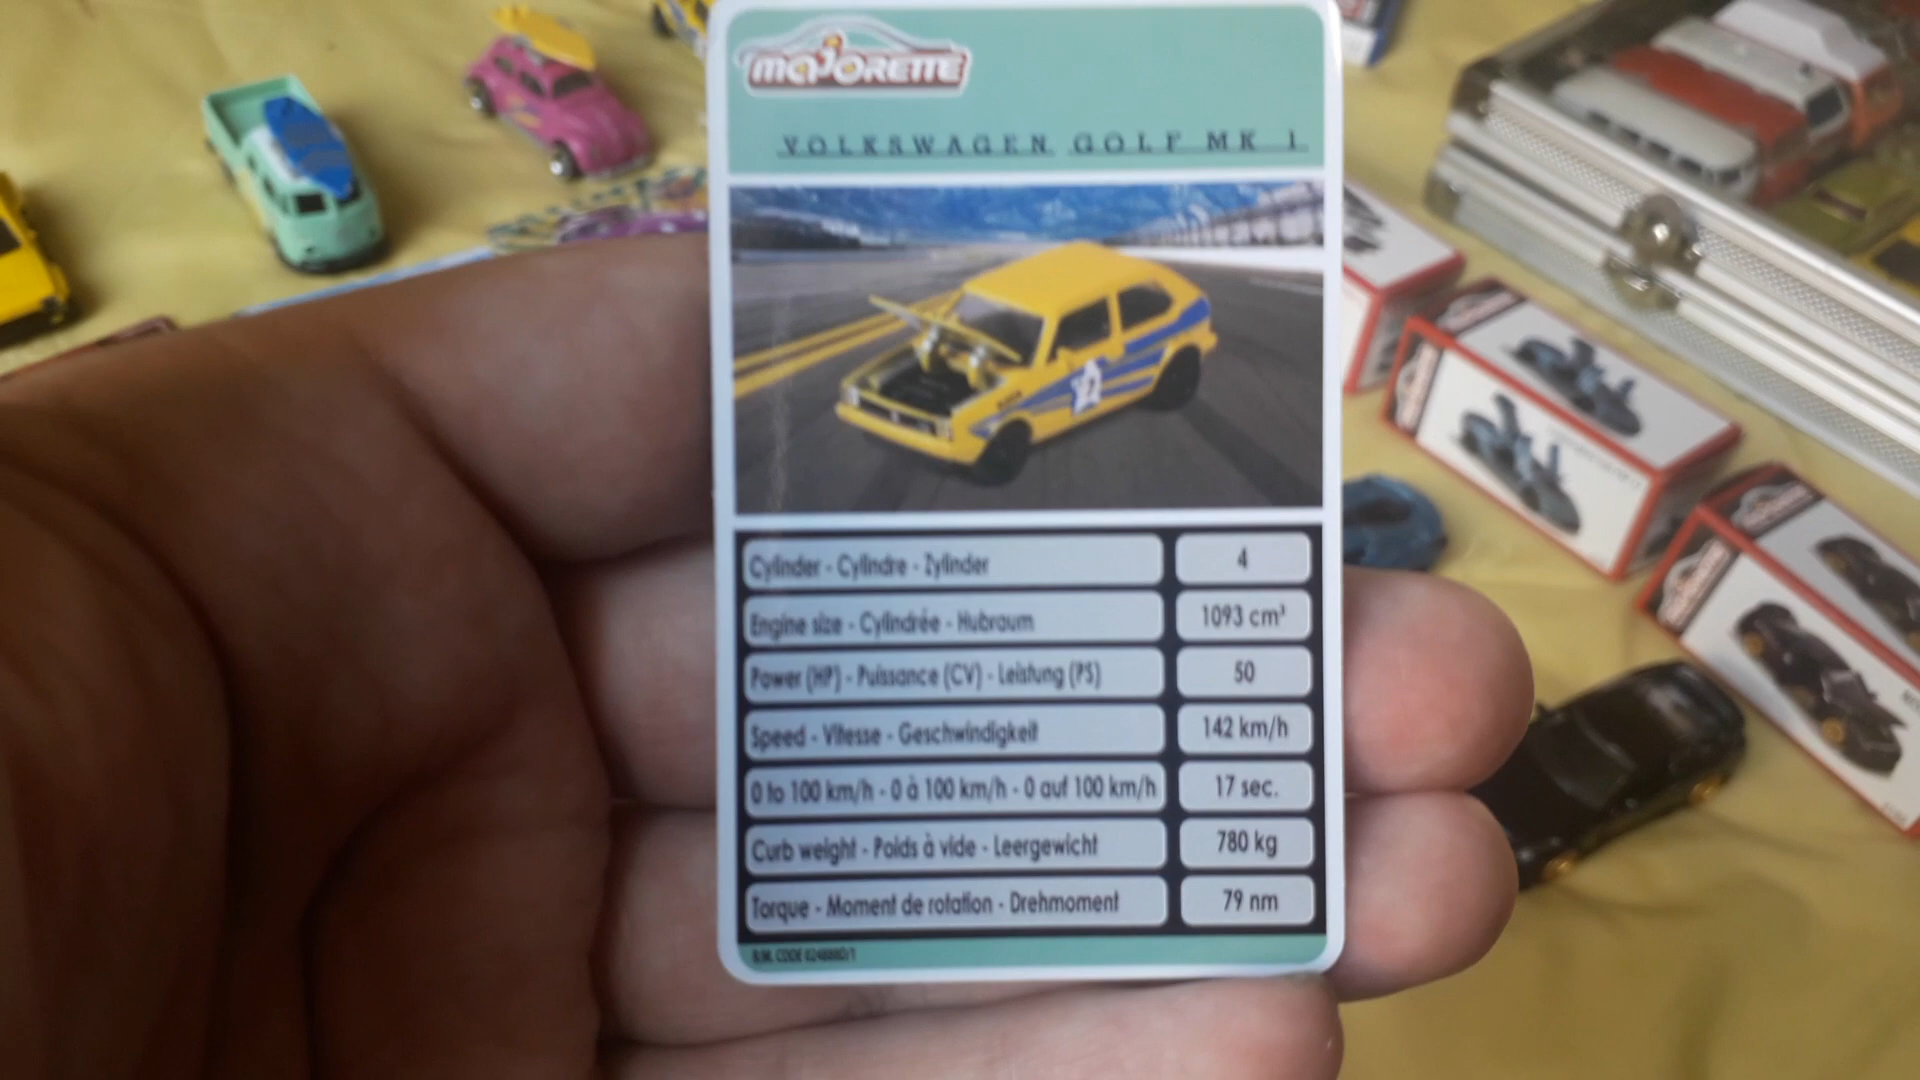 MAJORETTE
VOLKSWAGEN GOLF MK 1
Cylinder - Cylindre - Zylinder 4
Engine size - Cylindrée - Hubraum 1093 cm³
Power (HP) - Puissance (CV) - Leistung (PS) 50
Speed - Vitesse - Geschwindigkeit 142 km/h
0 to 100 km/h - 0 à 100 km/h - 0 auf 100 km/h 17 sec.
Curb weight - Poids à vide - Leergewicht 780 kg
Torque - Moment de rotation - Drehmoment 79 nm
B.M. CODE